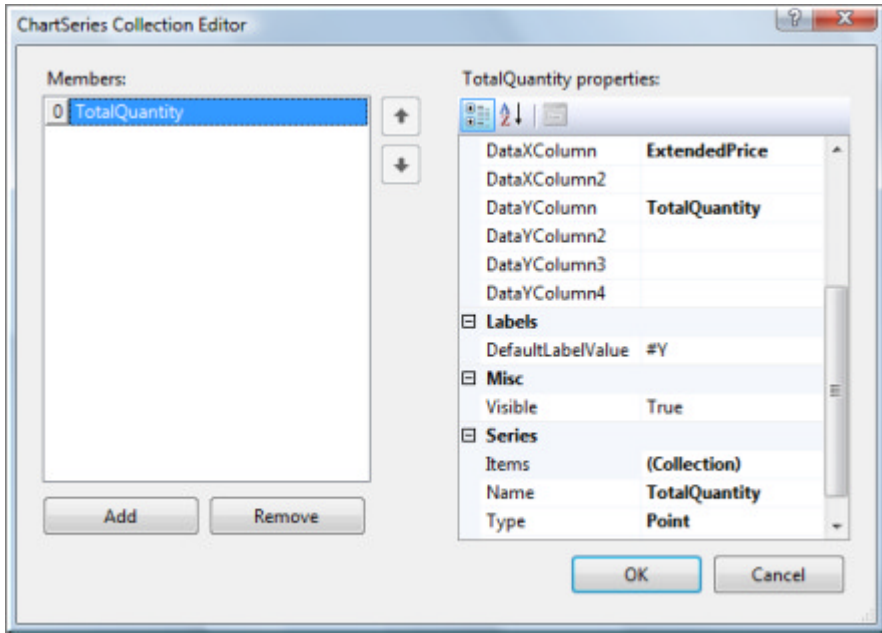 ChartSeries Collection Editor
Members:
0 TotalQuantity
Add Remove
TotalQuantity properties:
DataXColumn ExtendedPrice
DataXColumn2
DataYColumn TotalQuantity
DataYColumn2
DataYColumn3
DataYColumn4
Labels
DefaultLabelValue #Y
Misc
Visible True
Series
Items (Collection)
Name TotalQuantity
Type Point
OK Cancel